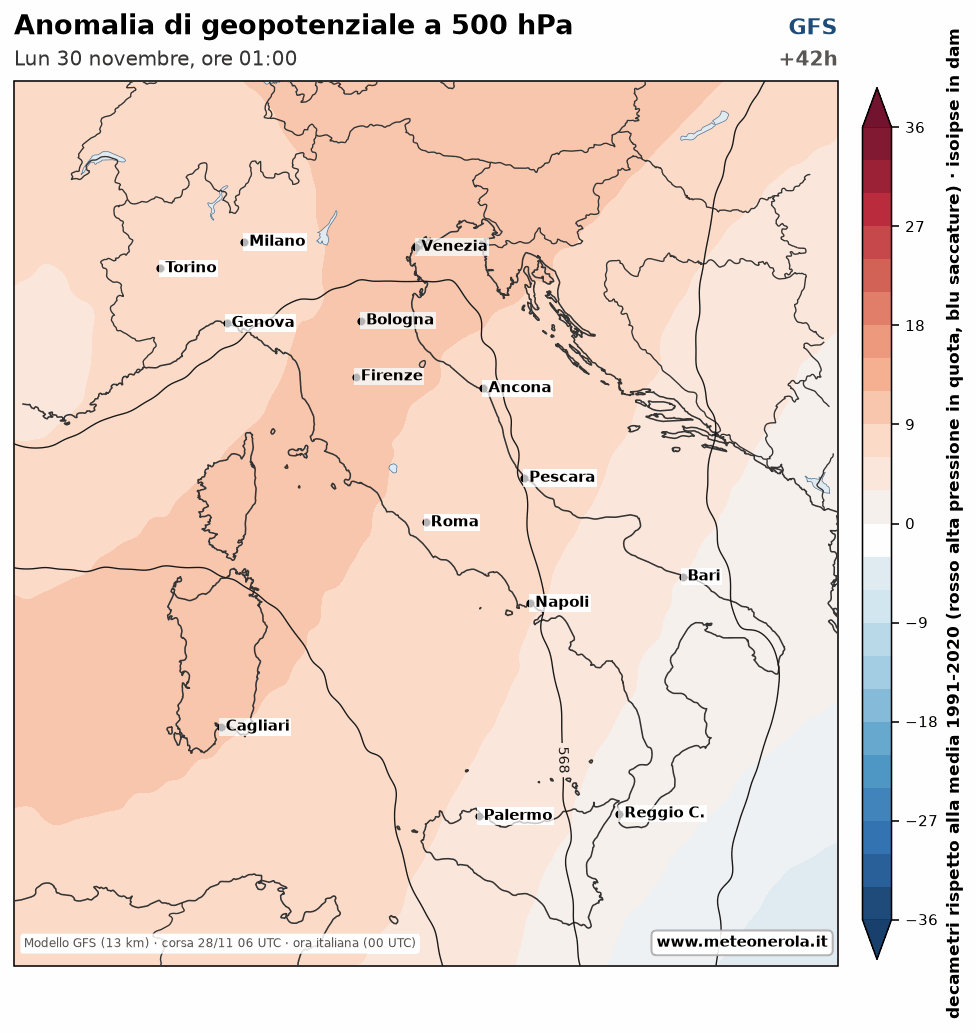 Anomalia di geopotenziale a 500 hPa
GFS
Lun 30 novembre, ore 01:00
+42h
Milano
Venezia
Torino
Genova
Bologna
Firenze
Ancona
Pescara
Roma
Bari
Napoli
Cagliari
568
Palermo
Reggio C.
Modello GFS (13 km) · corsa 28/11 06 UTC · ora italiana (00 UTC)
www.meteonerola.it
36
27
18
9
0
−9
−18
−27
−36
decametri rispetto alla media 1991-2020 (rosso alta pressione in quota, blu saccature) · isoipse in dam